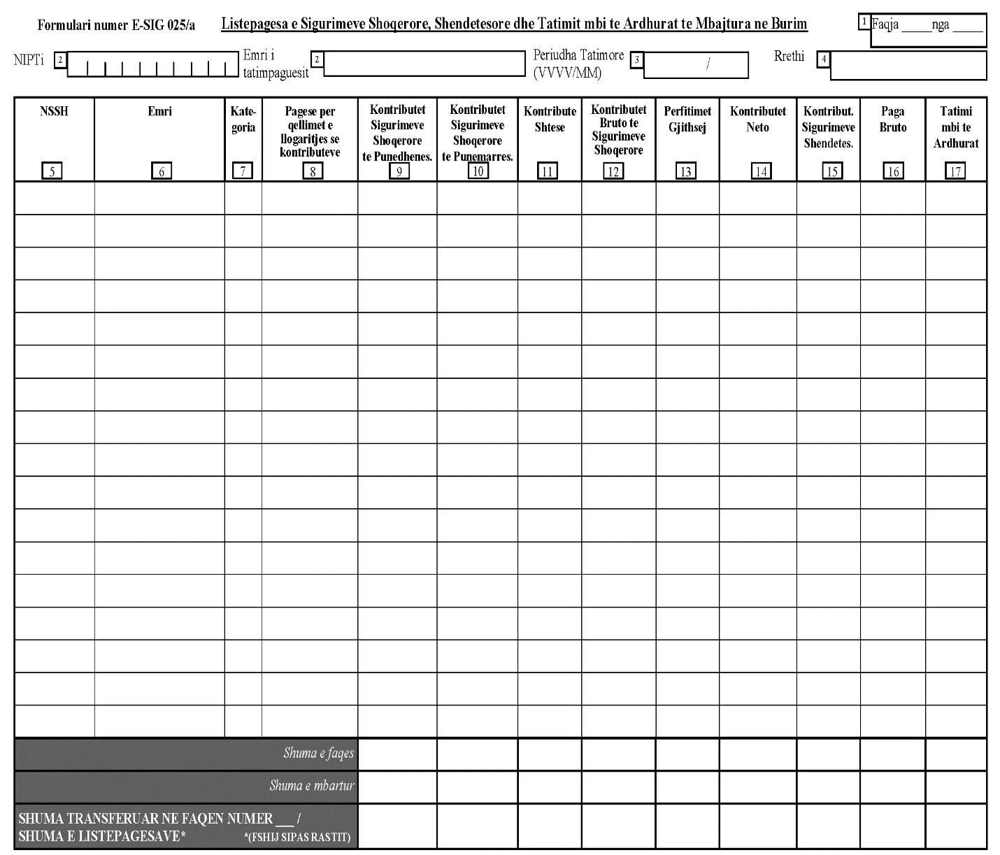 Formulari numer E-SIG 025/a
Listepagesa e Sigurimeve Shoqerore, Shendetesore dhe Tatimit mbi te Ardhurat te Mbajtura ne Burim
1 Faqja _____nga _____
NIPTi 2
Emri i
tatimpaguesit 2
Periudha Tatimore
(VVVV/MM) 3 /
Rrethi 4
NSSH
5
Emri
6
Kate-
goria
7
Pagese per
qellimet e
llogaritjes se
kontributeve
8
Kontributet
Sigurimeve
Shoqerore
te Punedhenes.
9
Kontributet
Sigurimeve
Shoqerore
te Punemarres.
10
Kontribute
Shtese
11
Kontributet
Bruto te
Sigurimeve
Shoqerore
12
Perfitimet
Gjithsej
13
Kontributet
Neto
14
Kontribut.
Sigurimeve
Shendetes.
15
Paga
Bruto
16
Tatimi
mbi te
Ardhurat
17
Shuma e faqes
Shuma e mbartur
SHUMA TRANSFERUAR NE FAQEN NUMER ___ /
SHUMA E LISTEPAGESAVE* *(FSHIJ SIPAS RASTIT)